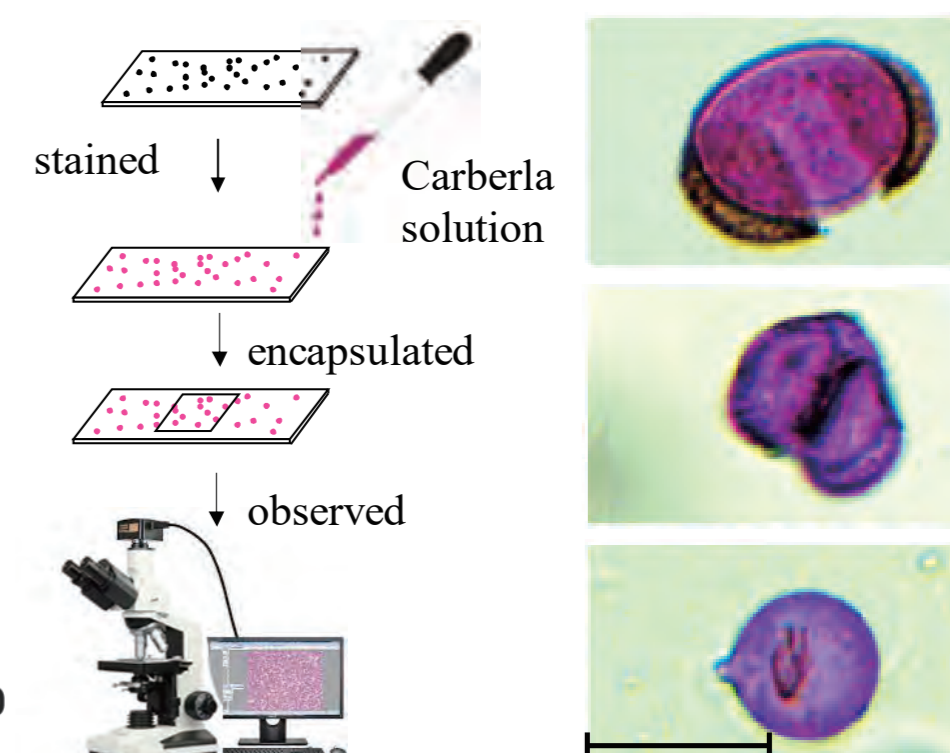 stained
Carberla
solution
encapsulated
observed